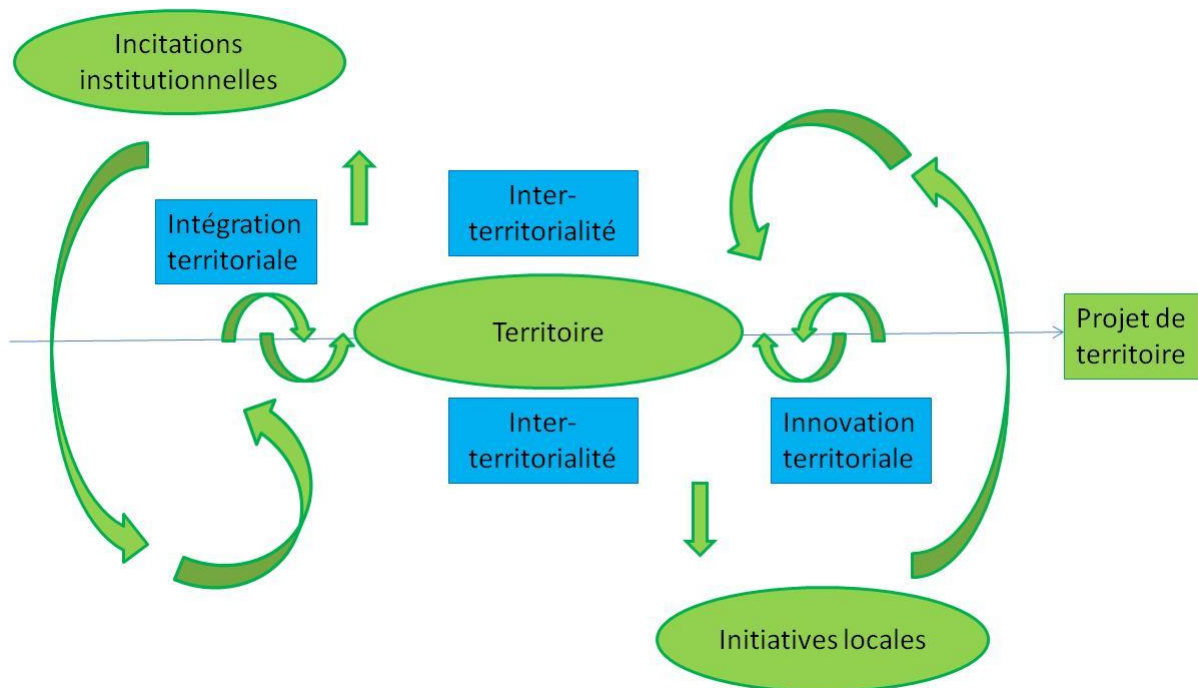 Incitations
institutionnelles
Inter-
territorialité
Intégration
territoriale
Territoire
Projet de
territoire
Inter-
territorialité
Innovation
territoriale
Initiatives locales